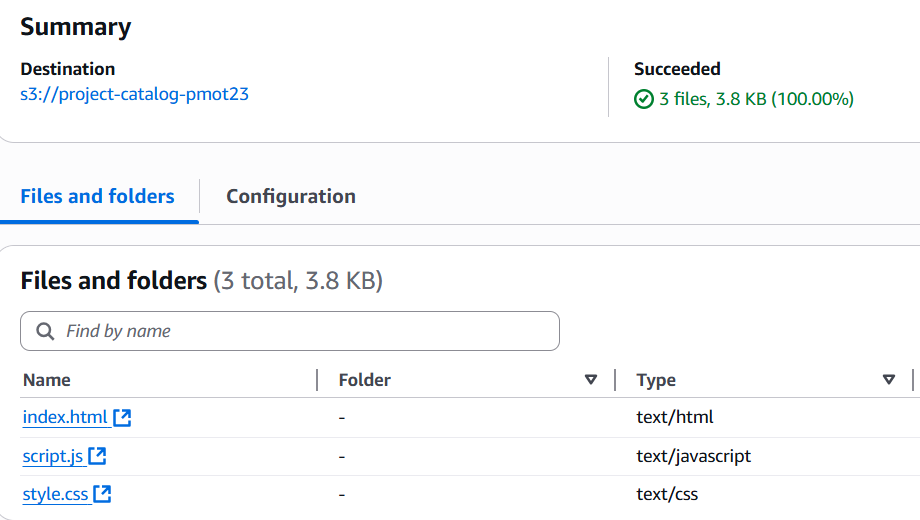 Summary
Destination
s3://project-catalog-pmot23
Succeeded
3 files, 3.8 KB (100.00%)
Files and folders
Configuration
Files and folders (3 total, 3.8 KB)
Find by name
Name Folder Type
index.html - text/html
script.js - text/javascript
style.css - text/css